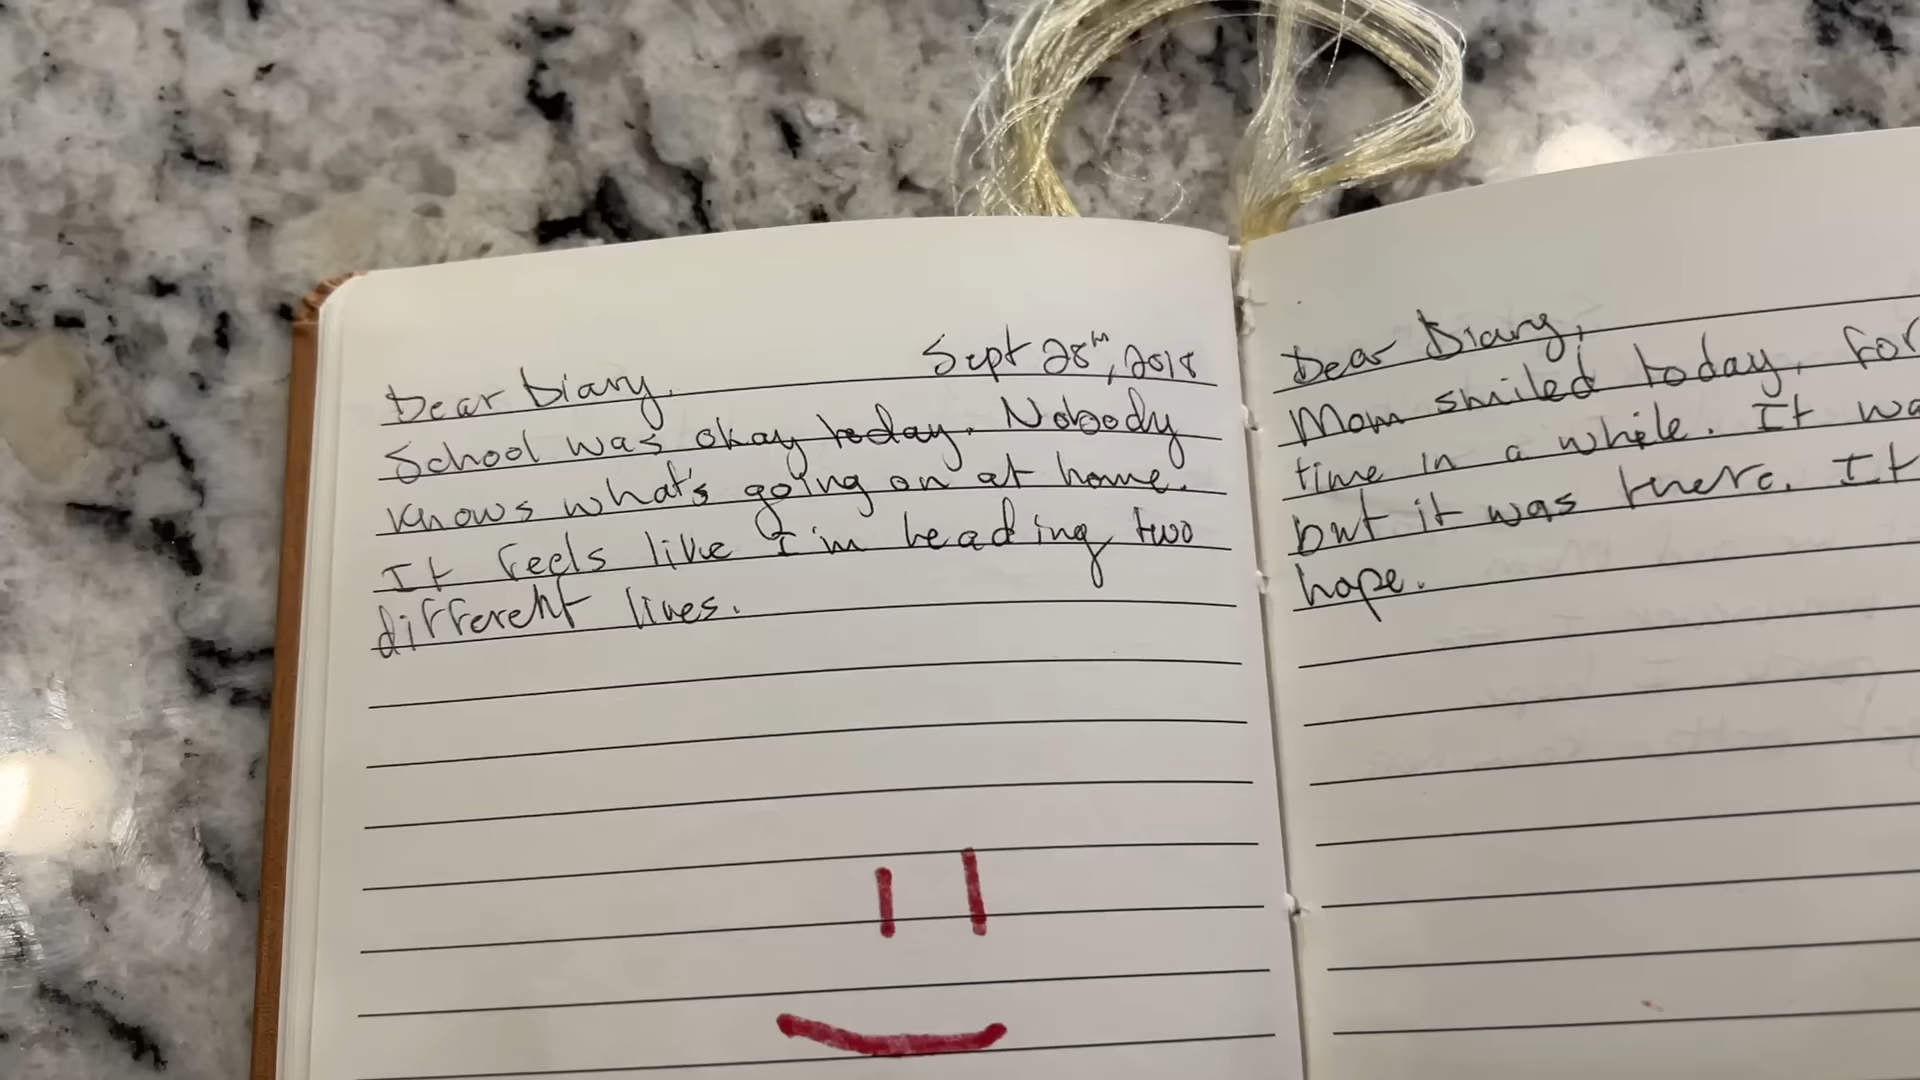 Sept 28th, 2018
Dear Diary,
School was okay today. Nobody
knows what's going on at home.
It feels like I'm leading two
different lives.
Dear Diary,
Mom smiled today, for
time in a while. It wa
but it was there. It
hope.